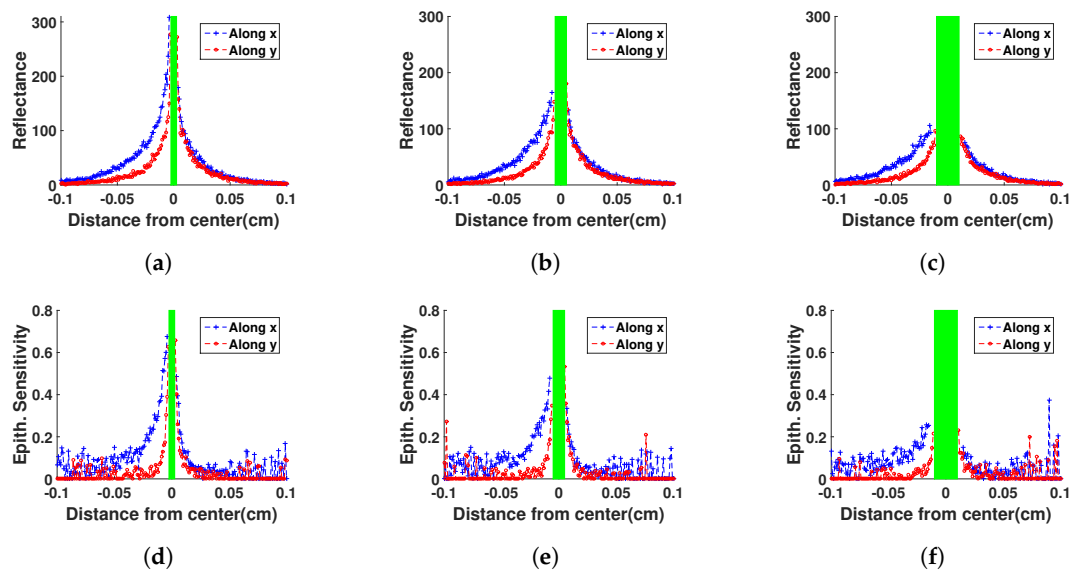 300
200
100
0
Reflectance
Along x
Along y
-0.1 -0.05 0 0.05 0.1
Distance from center(cm)
(a)
300
200
100
0
Reflectance
Along x
Along y
-0.1 -0.05 0 0.05 0.1
Distance from center(cm)
(b)
300
200
100
0
Reflectance
Along x
Along y
-0.1 -0.05 0 0.05 0.1
Distance from center(cm)
(c)
0.8
0.6
0.4
0.2
0
Epith. Sensitivity
Along x
Along y
-0.1 -0.05 0 0.05 0.1
Distance from center(cm)
(d)
0.8
0.6
0.4
0.2
0
Epith. Sensitivity
Along x
Along y
-0.1 -0.05 0 0.05 0.1
Distance from center(cm)
(e)
0.8
0.6
0.4
0.2
0
Epith. Sensitivity
Along x
Along y
-0.1 -0.05 0 0.05 0.1
Distance from center(cm)
(f)